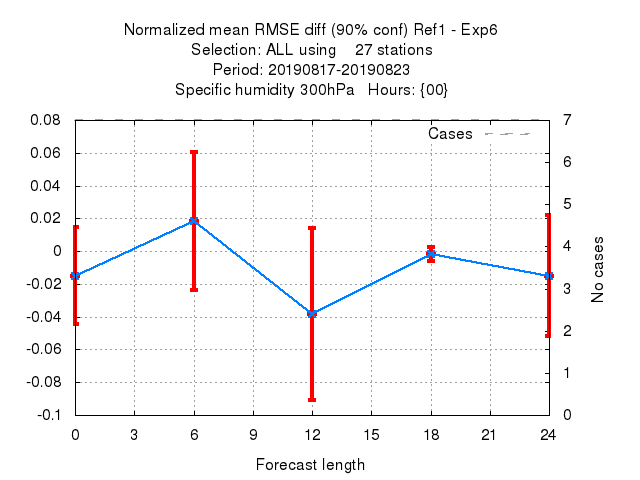 Normalized mean RMSE diff (90% conf) Ref1 - Exp6
Selection: ALL using    27 stations
Period: 20190817-20190823
Specific humidity 300hPa   Hours: {00}
Cases
0.08
0.06
0.04
0.02
0
-0.02
-0.04
-0.06
-0.08
-0.1
7
6
5
4
3
2
1
0
No cases
0 3 6 9 12 15 18 21 24
Forecast length